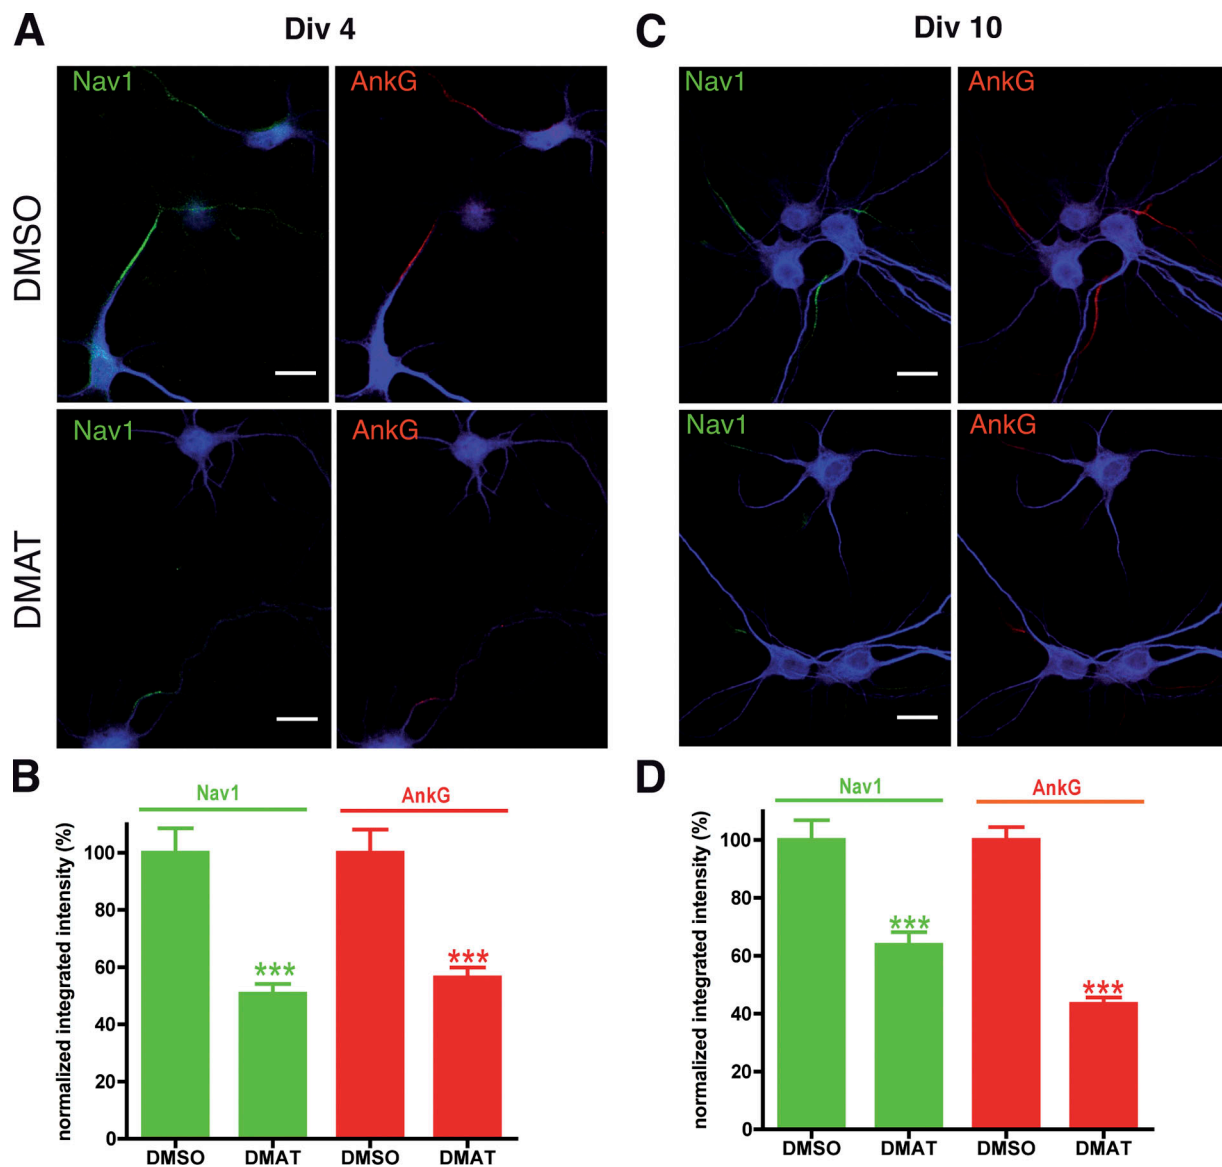 A
Div 4
Nav1
AnkG
DMSO
Nav1
AnkG
DMAT
C
Div 10
Nav1
AnkG
Nav1
AnkG
B
Nav1
AnkG
normalized integrated intensity (%)
100
80
60
40
20
0
***
***
DMSO
DMAT
DMSO
DMAT
D
Nav1
AnkG
normalized integrated intensity (%)
100
80
60
40
20
0
***
***
DMSO
DMAT
DMSO
DMAT